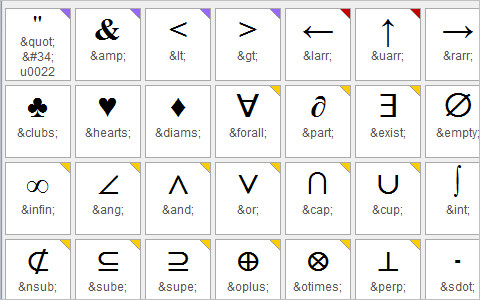 " & < > ← ↑ →
&quot; &amp; &lt; &gt; &larr; &uarr; &rarr;
&#34;
u0022
♣ ♥ ♦ ∀ ∂ ∃ ∅
&clubs; &hearts; &diams; &forall; &part; &exist; &empty;
∞ ∠ ∧ ∨ ∩ ∪ ∫
&infin; &ang; &and; &or; &cap; &cup; &int;
⊄ ⊆ ⊇ ⊕ ⊗ ⊥ ⋅
&nsub; &sube; &supe; &oplus; &otimes; &perp; &sdot;